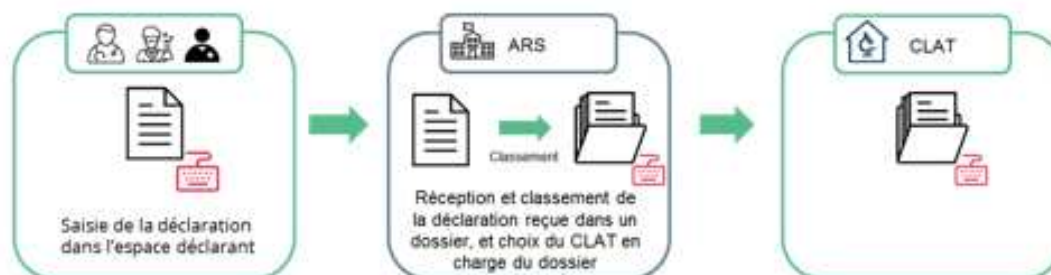 ARS
CLAT
Classement
Saisie de la déclaration
dans l'espace déclarant
Réception et classement de
la déclaration reçue dans un
dossier, et choix du CLAT en
charge du dossier